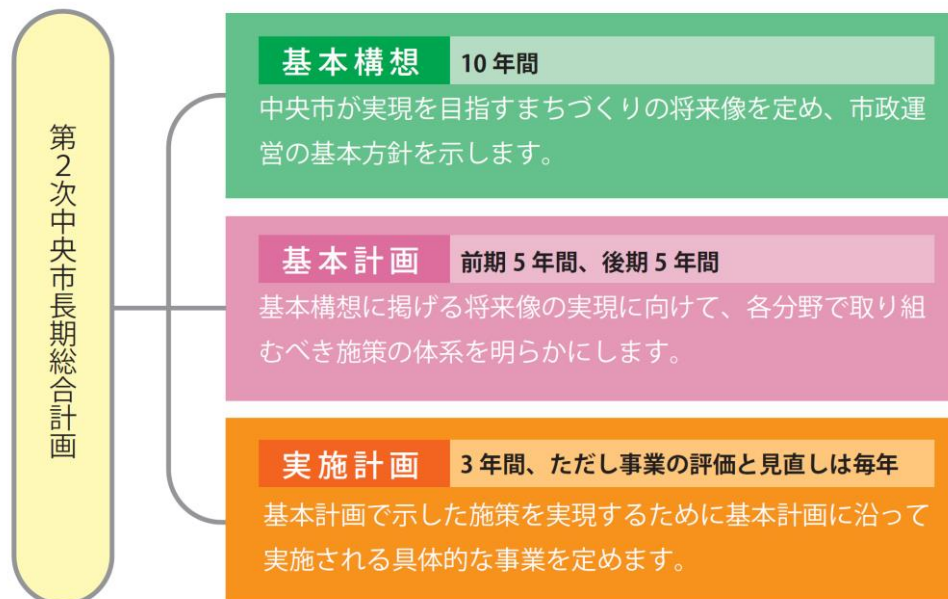 第2次中央市長期総合計画
基本構想 10年間
中央市が実現を目指すまちづくりの将来像を定め、市政運
営の基本方針を示します。
基本計画 前期5年間、後期5年間
基本構想に掲げる将来像の実現に向けて、各分野で取り組
むべき施策の体系を明らかにします。
実施計画 3年間、ただし事業の評価と見直しは毎年
基本計画で示した施策を実現するために基本計画に沿って
実施される具体的な事業を定めます。